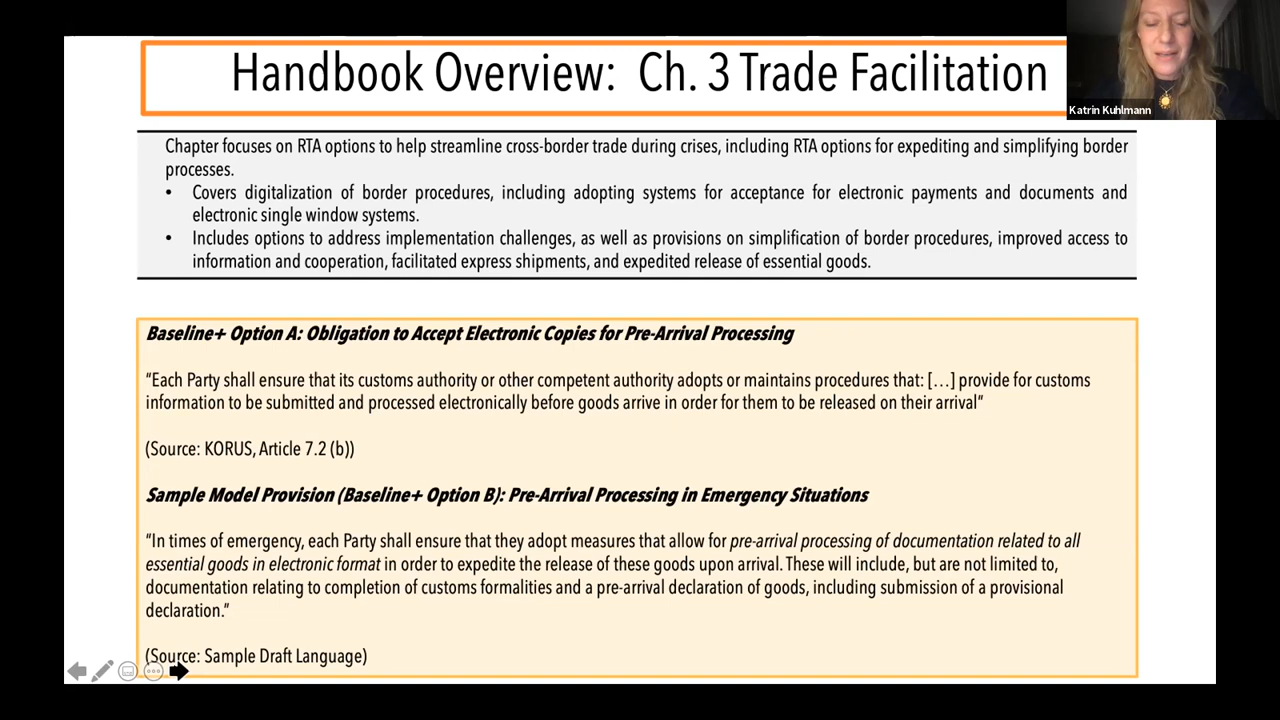 Handbook Overview: Ch. 3 Trade Facilitation
Katrin Kuhlmann
Chapter focuses on RTA options to help streamline cross-border trade during crises, including RTA options for expediting and simplifying border
processes.
• Covers digitalization of border procedures, including adopting systems for acceptance for electronic payments and documents and
electronic single window systems.
• Includes options to address implementation challenges, as well as provisions on simplification of border procedures, improved access to
information and cooperation, facilitated express shipments, and expedited release of essential goods.
Baseline+ Option A: Obligation to Accept Electronic Copies for Pre-Arrival Processing
“Each Party shall ensure that its customs authority or other competent authority adopts or maintains procedures that: […] provide for customs
information to be submitted and processed electronically before goods arrive in order for them to be released on their arrival“
(Source: KORUS, Article 7.2 (b))
Sample Model Provision (Baseline+ Option B): Pre-Arrival Processing in Emergency Situations
“In times of emergency, each Party shall ensure that they adopt measures that allow for pre-arrival processing of documentation related to all
essential goods in electronic format in order to expedite the release of these goods upon arrival. These will include, but are not limited to,
documentation relating to completion of customs formalities and a pre-arrival declaration of goods, including submission of a provisional
declaration.”
(Source: Sample Draft Language)